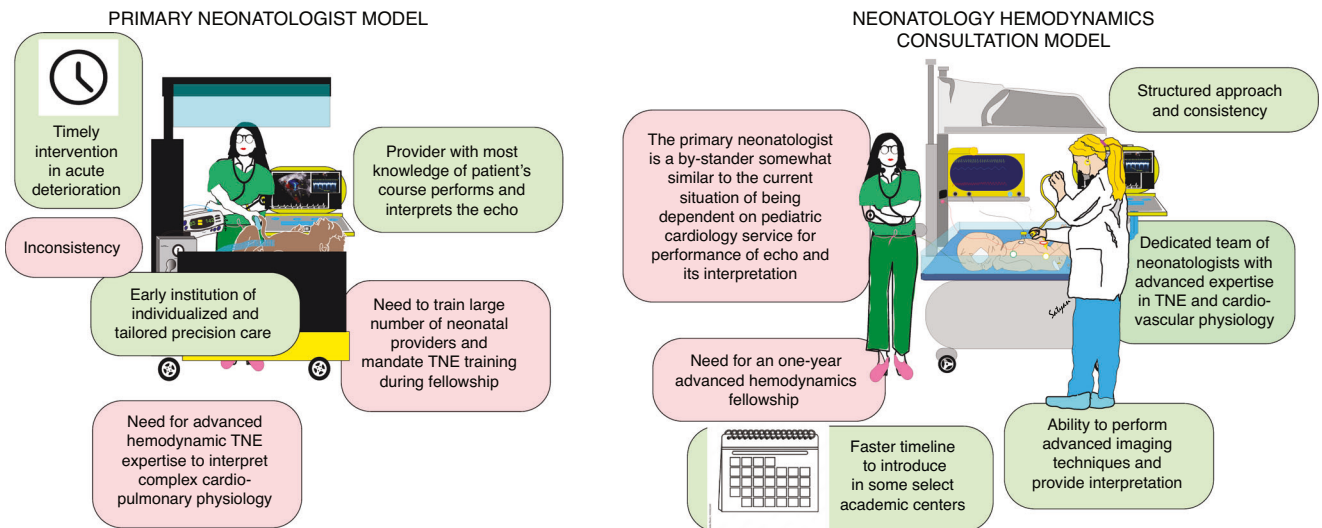 PRIMARY NEONATOLOGIST MODEL
Timely
intervention
in acute
deterioration
Provider with most
knowledge of patient's
course performs and
interprets the echo
Inconsistency
Early institution of
individualized and
tailored precision care
Need to train large
number of neonatal
providers and
mandate TNE training
during fellowship
Need for advanced
hemodynamic TNE
expertise to interpret
complex cardio-
pulmonary physiology
NEONATOLOGY HEMODYNAMICS
CONSULTATION MODEL
Structured approach
and consistency
The primary neonatologist
is a by-stander somewhat
similar to the current
situation of being
dependent on pediatric
cardiology service for
performance of echo and
its interpretation
Dedicated team of
neonatologists with
advanced expertise
in TNE and cardio-
vascular physiology
Satyan
Need for an one-year
advanced hemodynamics
fellowship
Faster timeline
to introduce
in some select
academic centers
Ability to perform
advanced imaging
techniques and
provide interpretation